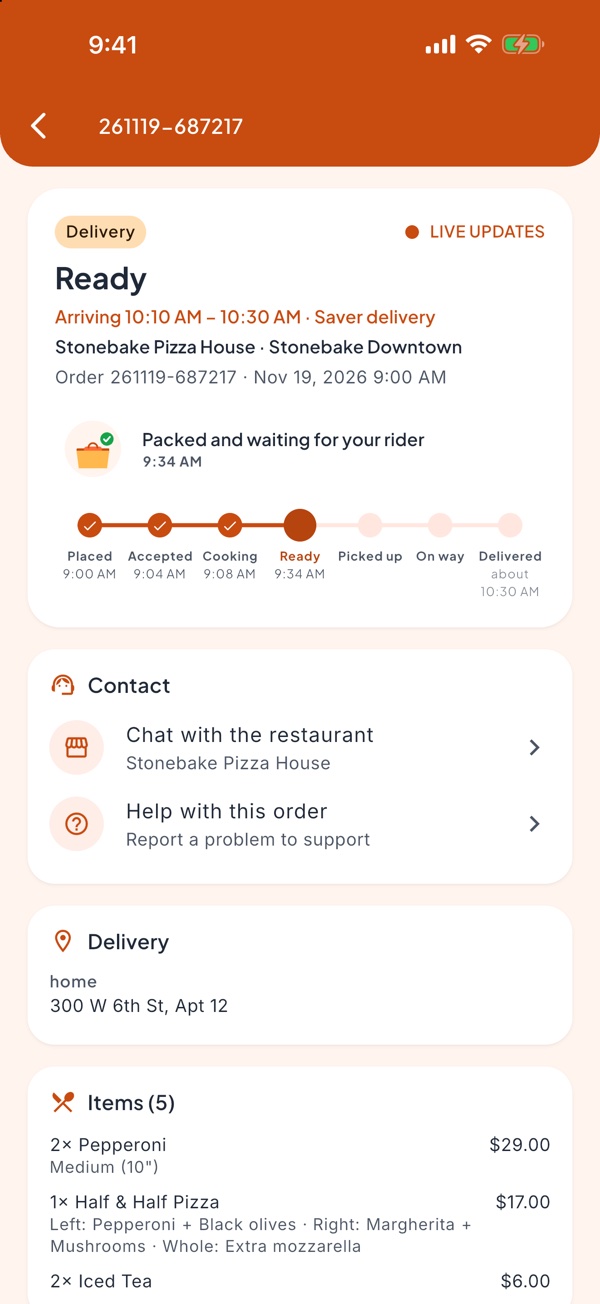 9:41
261119-687217
Delivery
LIVE UPDATES
Ready
Arriving 10:10 AM – 10:30 AM · Saver delivery
Stonebake Pizza House · Stonebake Downtown
Order 261119-687217 · Nov 19, 2026 9:00 AM
Packed and waiting for your rider
9:34 AM
Placed Accepted Cooking Ready Picked up On way Delivered
9:00 AM 9:04 AM 9:08 AM 9:34 AM about
10:30 AM
Contact
Chat with the restaurant
Stonebake Pizza House
Help with this order
Report a problem to support
Delivery
home
300 W 6th St, Apt 12
Items (5)
2× Pepperoni $29.00
Medium (10")
1× Half & Half Pizza $17.00
Left: Pepperoni + Black olives · Right: Margherita +
Mushrooms · Whole: Extra mozzarella
2× Iced Tea $6.00